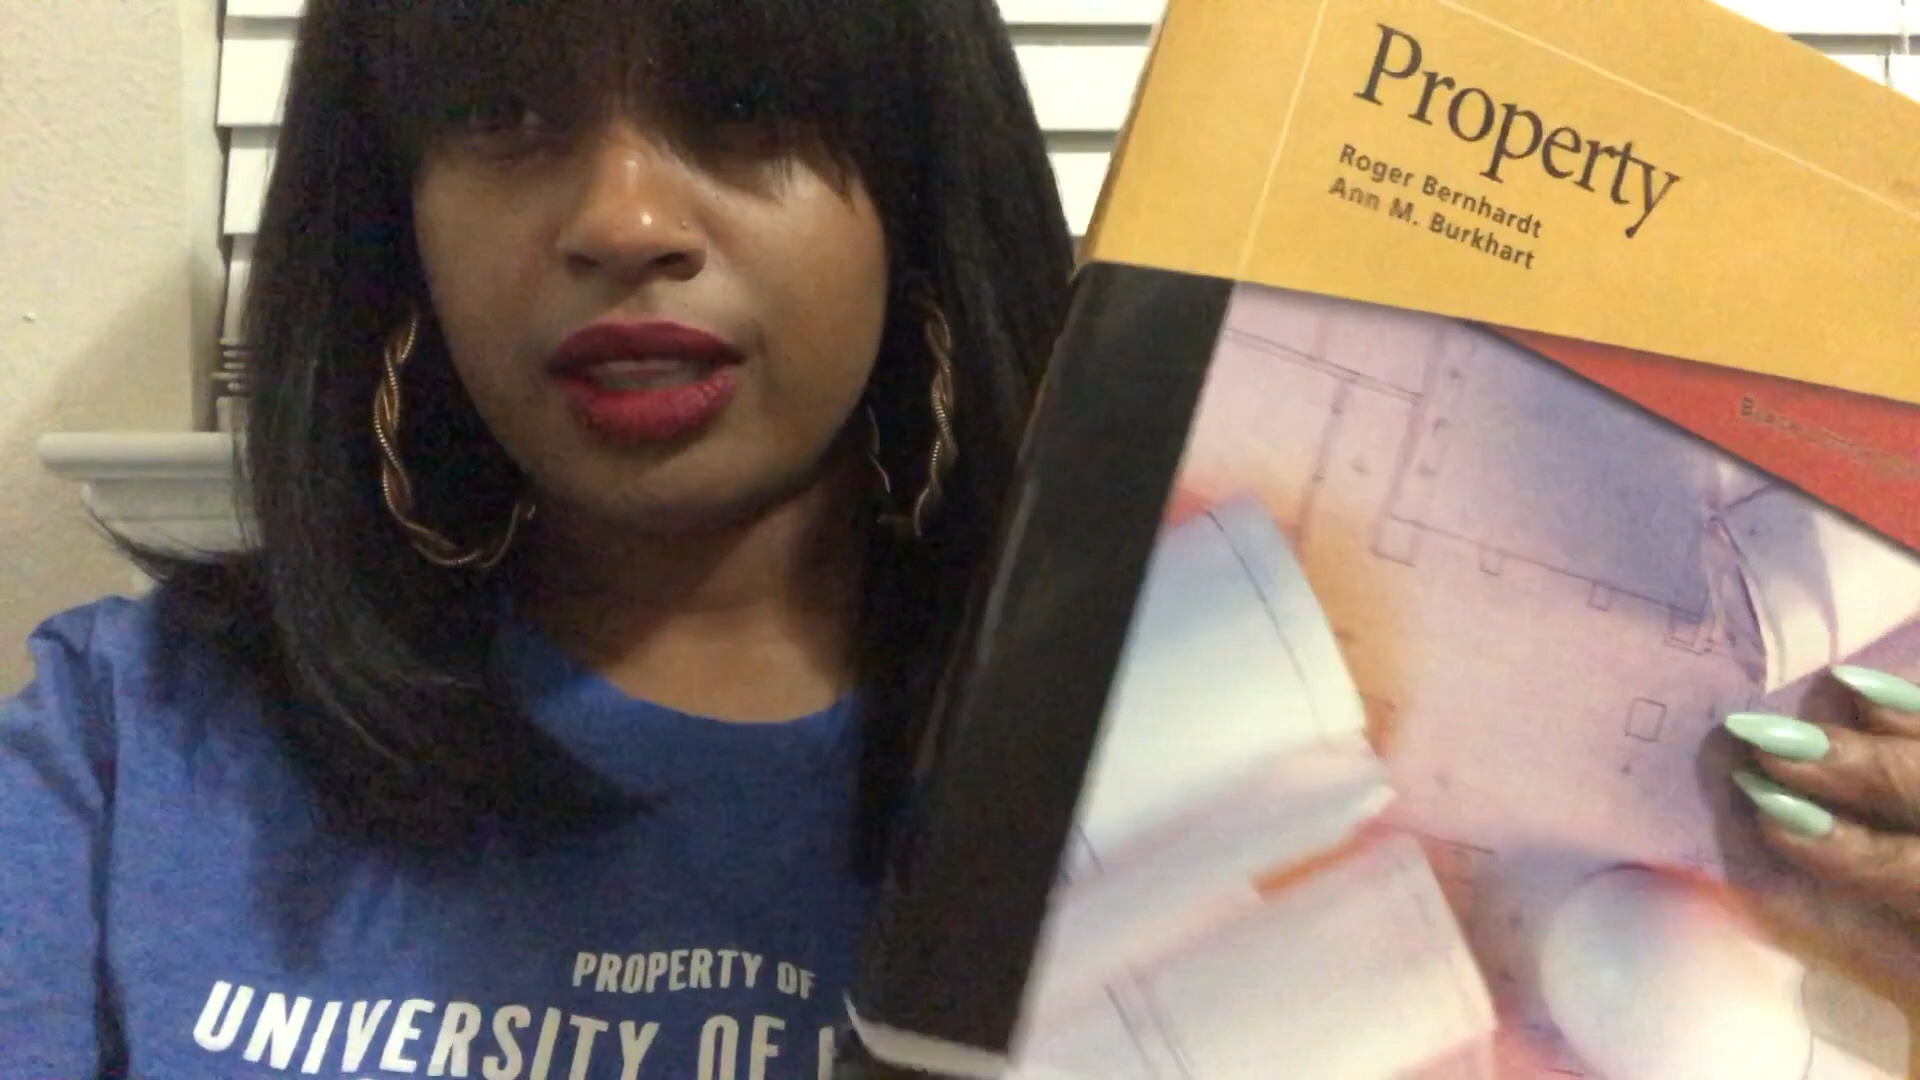 Property
Roger Bernhardt
Ann M. Burkhart
PROPERTY OF
UNIVERSITY OF